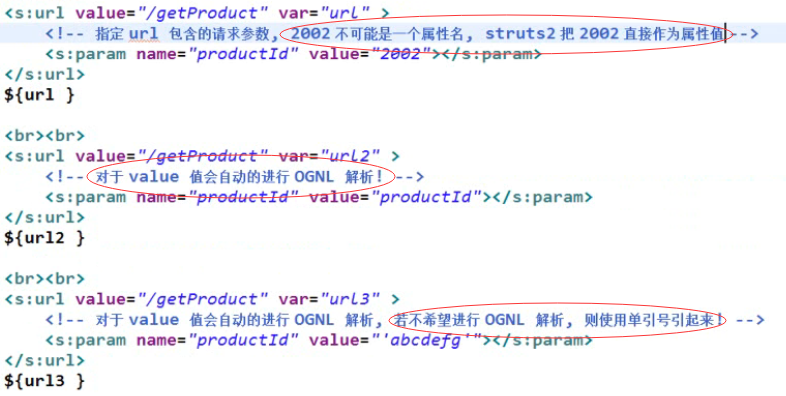 <s:url value="/getProduct" var="url" >
<!-- 指定 url 包含的请求参数, 2002 不可能是一个属性名, struts2 把 2002 直接作为属性值-->
<s:param name="productId" value="2002"></s:param>
</s:url>
${url }
<br><br>
<s:url value="/getProduct" var="url2" >
<!-- 对于 value 值会自动的进行 OGNL 解析! -->
<s:param name="productId" value="productId"></s:param>
</s:url>
${url2 }
<br><br>
<s:url value="/getProduct" var="url3" >
<!-- 对于 value 值会自动的进行 OGNL 解析, 若不希望进行 OGNL 解析, 则使用单引号引起来! -->
<s:param name="productId" value="'abcdefg'"></s:param>
</s:url>
${url3 }